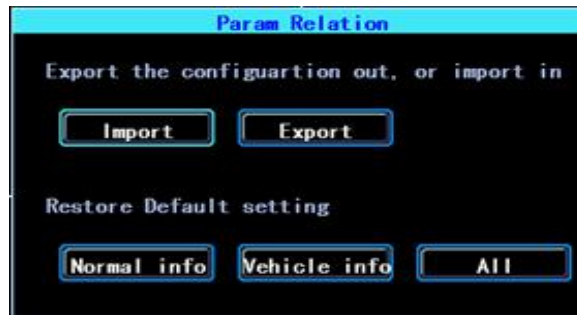 Param Relation
Export the configuartion out, or import in
Import Export
Restore Default setting
Normal info Vehicle info All